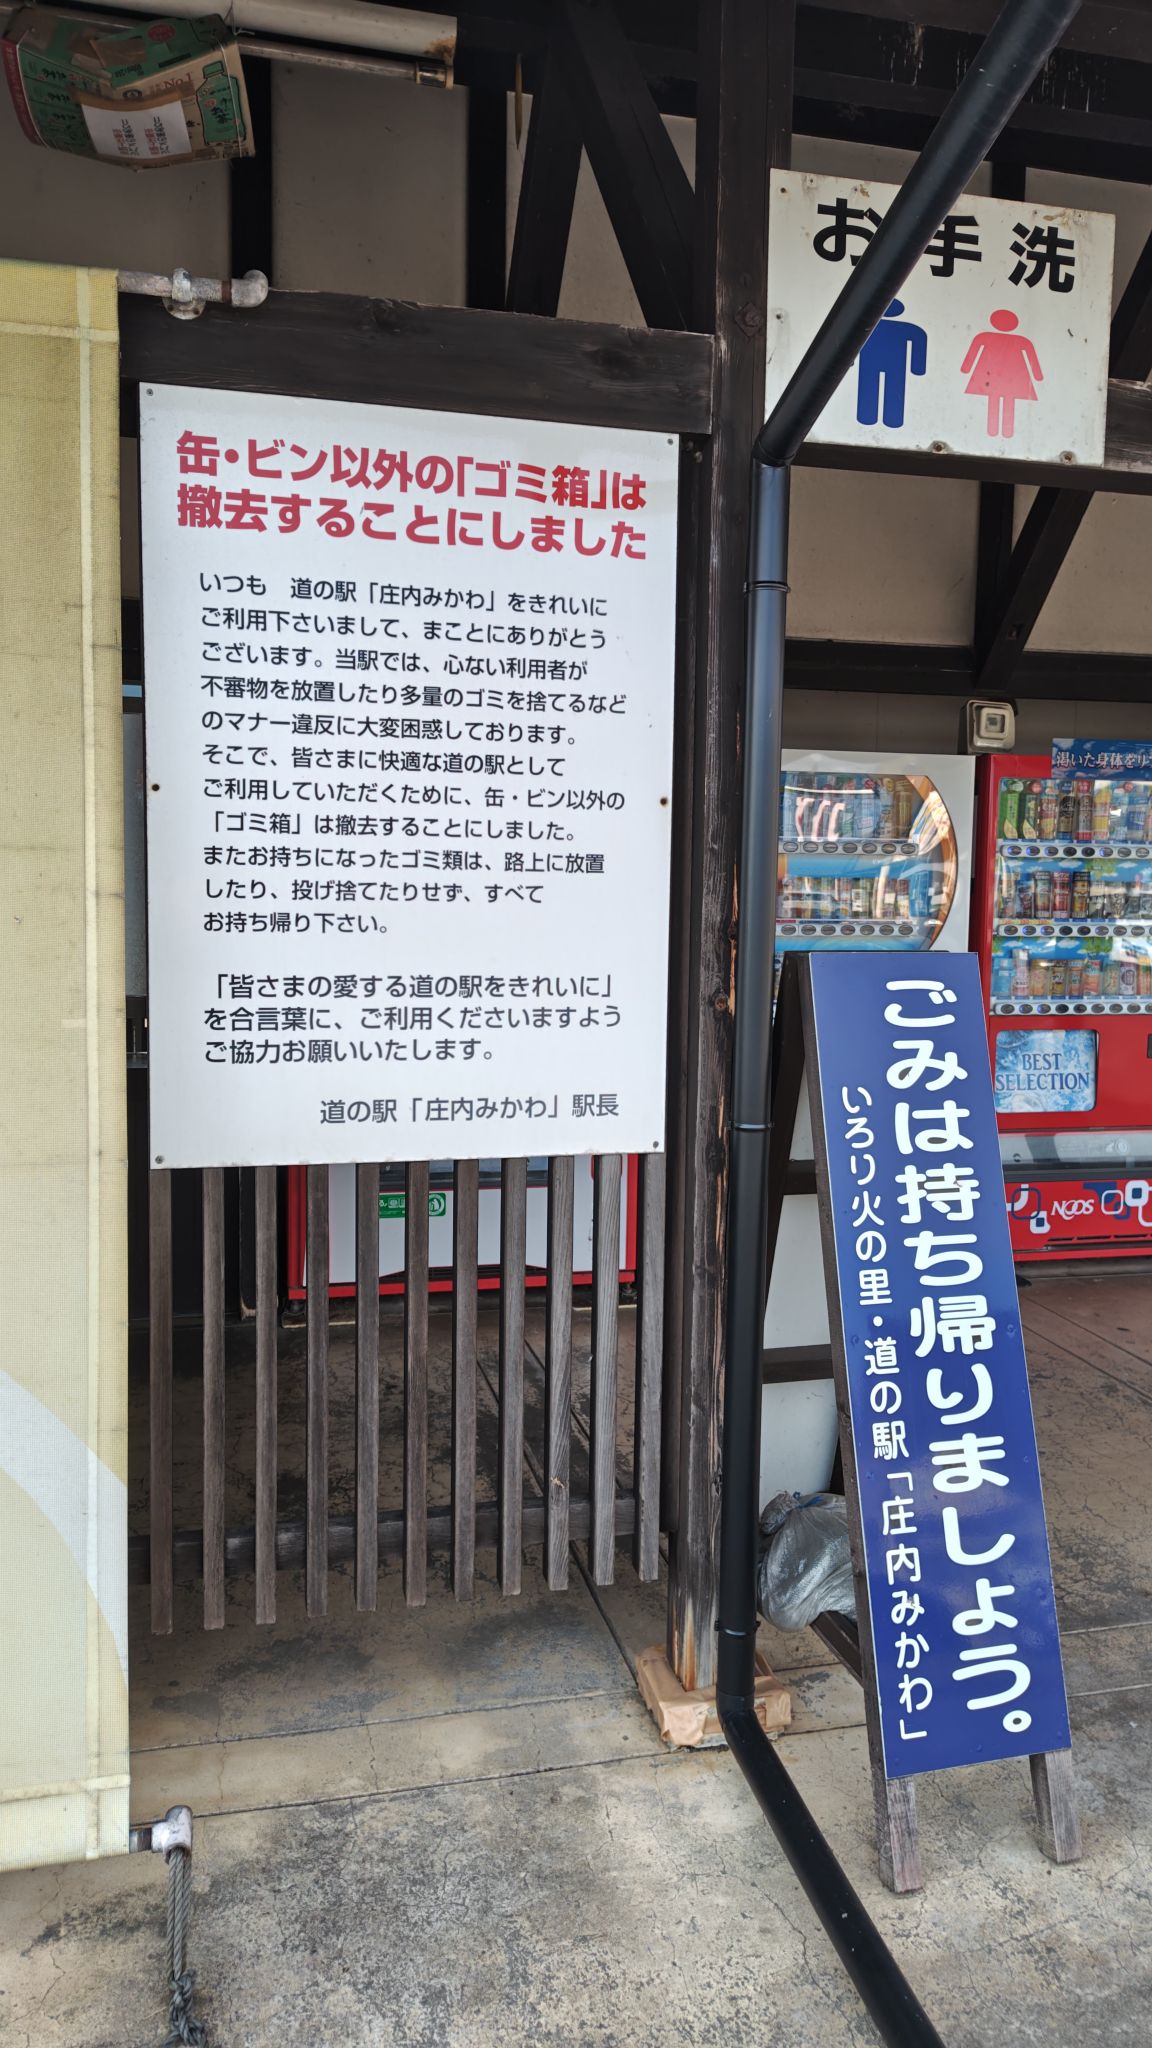 お手洗
缶・ビン以外の「ゴミ箱」は
撤去することにしました
いつも　道の駅「庄内みかわ」をきれいに
ご利用下さいまして、まことにありがとう
ございます。当駅では、心ない利用者が
不審物を放置したり多量のゴミを捨てるなど
のマナー違反に大変困惑しております。
そこで、皆さまに快適な道の駅として
ご利用していただくために、缶・ビン以外の
「ゴミ箱」は撤去することにしました。
またお持ちになったゴミ類は、路上に放置
したり、投げ捨てたりせず、すべて
お持ち帰り下さい。
「皆さまの愛する道の駅をきれいに」
を合言葉に、ご利用くださいますよう
ご協力お願いいたします。
道の駅「庄内みかわ」駅長
ごみは持ち帰りましょう。
いろり火の里・道の駅「庄内みかわ」
渇いた身体を
BEST
SELECTION